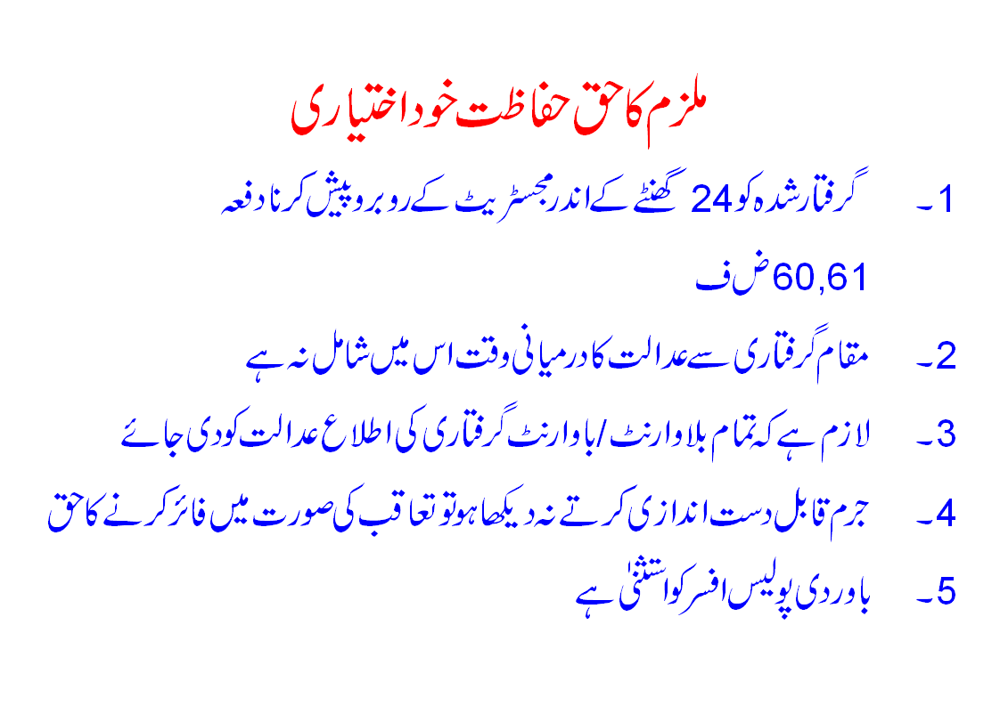 ملزم کا حق حفاظت خود اختیاری
1۔ گرفتار شدہ کو 24 گھنٹے کے اندر مجسٹریٹ کے روبرو پیش کرنا دفعہ
60,61 ض ف
2۔ مقام گرفتاری سے عدالت کا درمیانی وقت اس میں شامل نہ ہے
3۔ لازم ہے کہ تمام بلا وارنٹ /با وارنٹ گرفتاری کی اطلاع عدالت کو دی جائے
4۔ جرم قابل دست اندازی کرتے نہ دیکھا ہو تو تعاقب کی صورت میں فائر کرنے کا حق
5۔ باوردی پولیس افسر کو استثنیٰ ہے